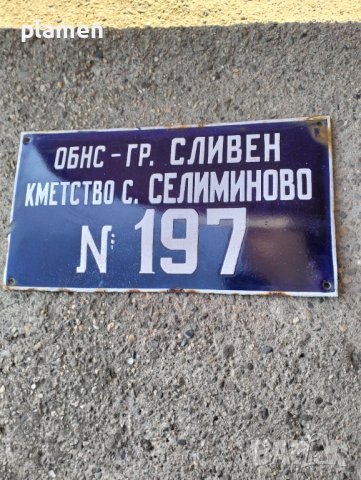 plamen
ОБНС - ГР. СЛИВЕН
КМЕТСТВО С. СЕЛИМИНОВО
№ 197